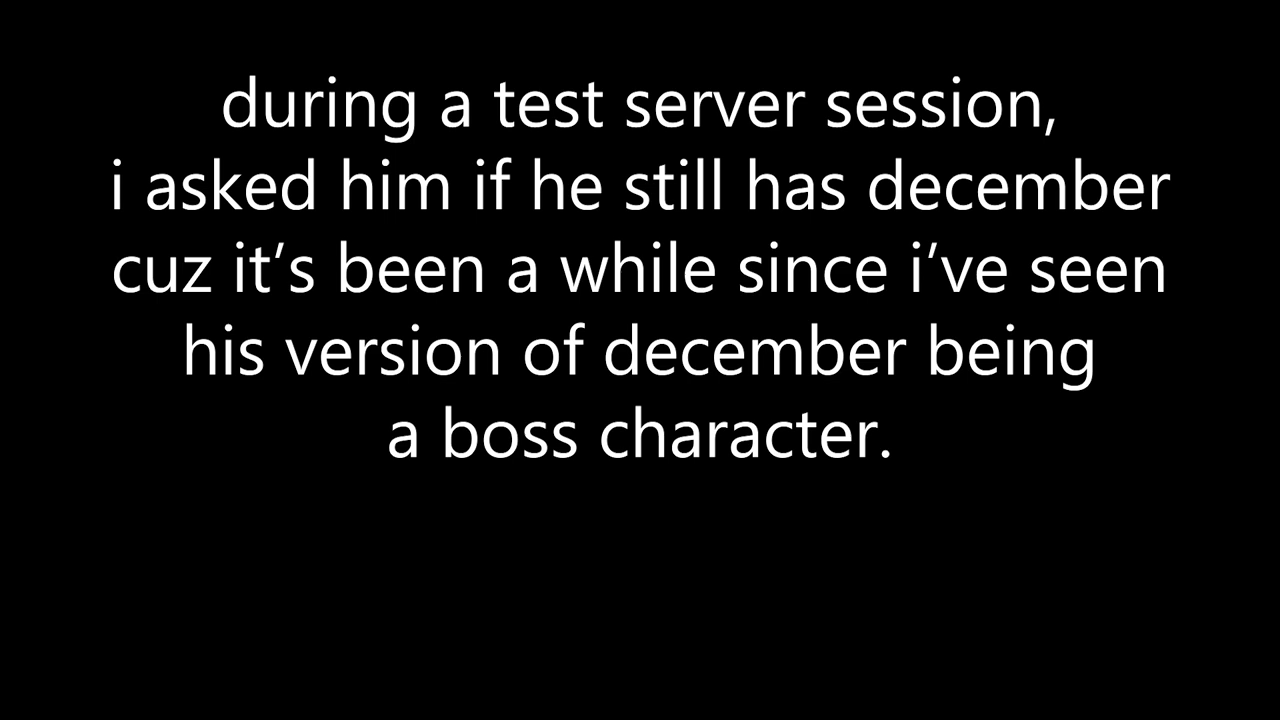 during a test server session,
i asked him if he still has december
cuz it’s been a while since i’ve seen
his version of december being
a boss character.